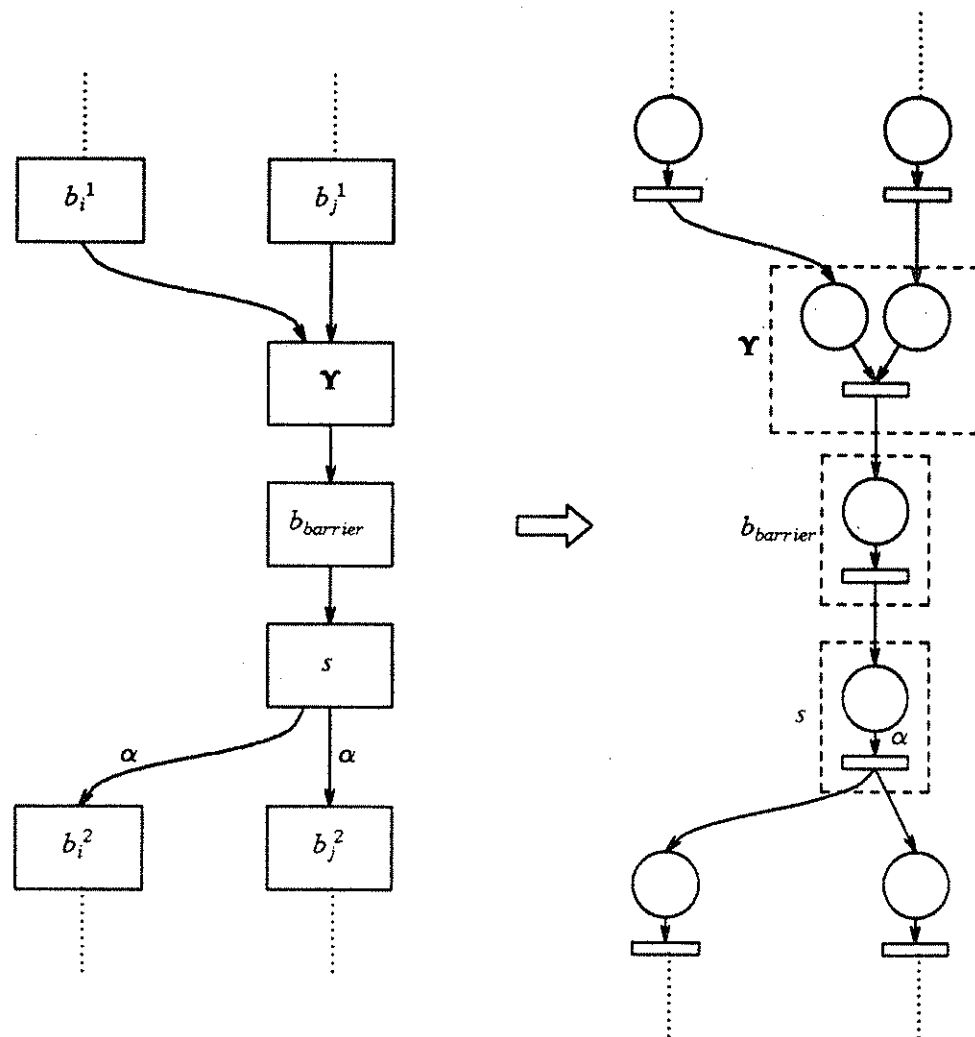 b_i^1
b_j^1
ϒ
b_barrier
s
α
α
b_i^2
b_j^2
ϒ
b_barrier
s
α